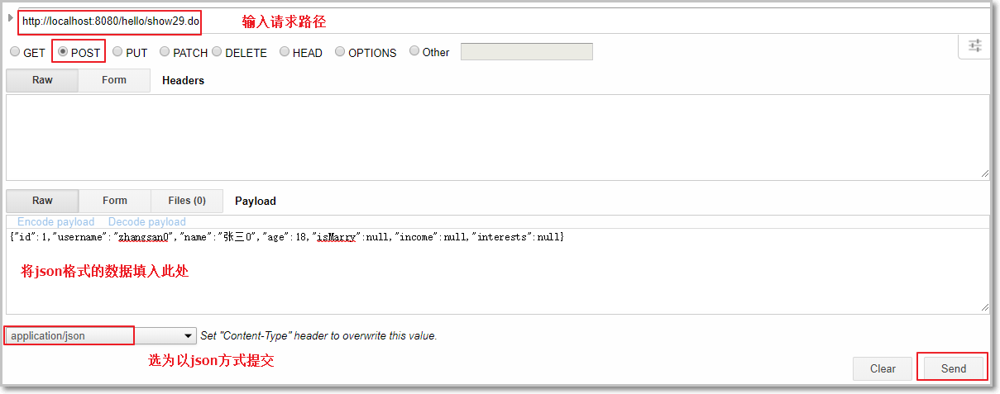 http://localhost:8080/hello/show29.do 输入请求路径
GET POST PUT PATCH DELETE HEAD OPTIONS Other
Raw Form Headers
Raw Form Files (0) Payload
Encode payload Decode payload
{"id":1,"username":"zhangsan0","name":"张三0","age":18,"isMarry":null,"income":null,"interests":null}
将json格式的数据填入此处
application/json Set "Content-Type" header to overwrite this value.
选为以json方式提交
Clear Send